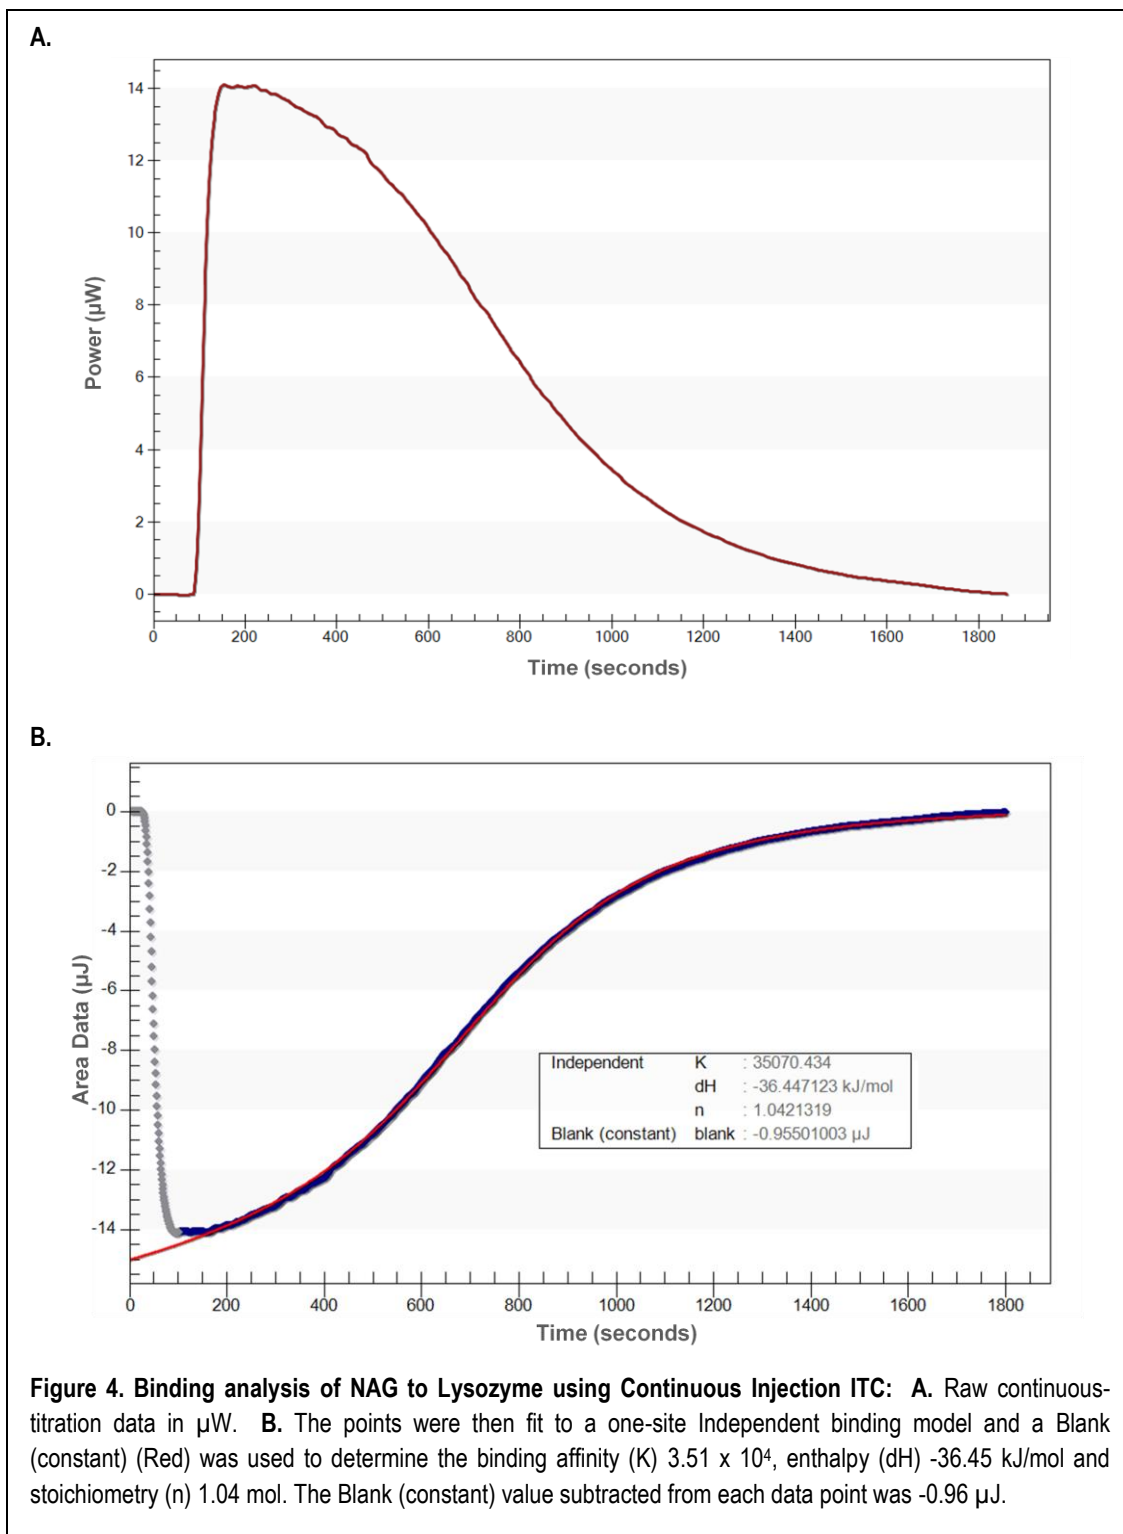 A.
14
12
10
8
6
4
2
0
Power (µW)
0 200 400 600 800 1000 1200 1400 1600 1800
Time (seconds)
B.
0
-2
-4
-6
-8
-10
-12
-14
Area Data (µJ)
Independent K : 35070.434
dH : -36.447123 kJ/mol
n : 1.0421319
Blank (constant) blank : -0.95501003 µJ
0 200 400 600 800 1000 1200 1400 1600 1800
Time (seconds)
Figure 4. Binding analysis of NAG to Lysozyme using Continuous Injection ITC: A. Raw continuous-
titration data in µW. B. The points were then fit to a one-site Independent binding model and a Blank
(constant) (Red) was used to determine the binding affinity (K) 3.51 x 10⁴, enthalpy (dH) -36.45 kJ/mol and
stoichiometry (n) 1.04 mol. The Blank (constant) value subtracted from each data point was -0.96 µJ.